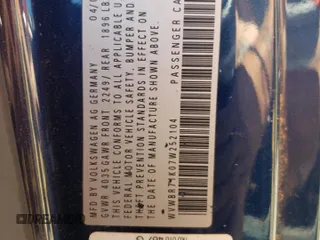 MFD. BY VOLKSWAGEN AG GERMANY 04/0
GVWR 4035 GAWR FRONT 2249/ REAR 1896 LB
THIS VEHICLE CONFORMS TO ALL APPLICABLE U
FEDERAL MOTOR VEHICLE SAFETY, BUMPER AND
THEFT PREVENTION STANDARDS IN EFFECT ON
THE DATE OF MANUFACTURE SHOWN ABOVE.
PASSENGER CA